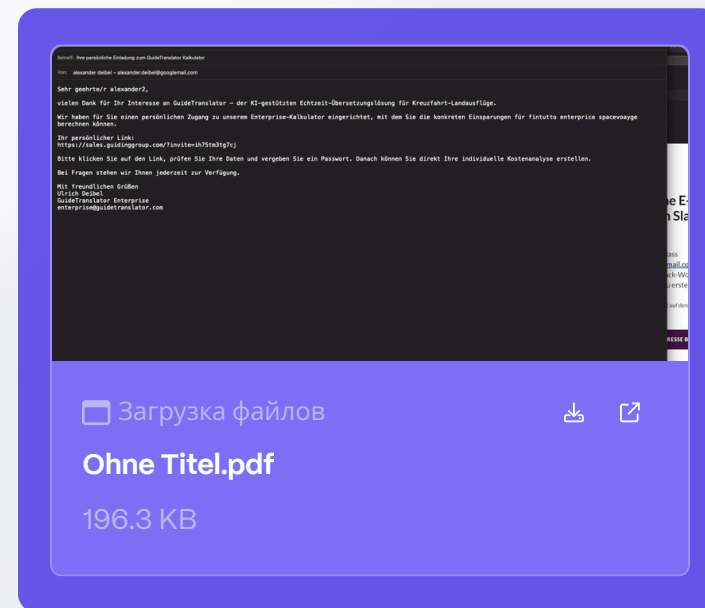 Betreff: Ihre persönliche Einladung zum GuideTranslator Kalkulator
Von: alexander deibel – alexander.deibel@googlemail.com
Sehr geehrte/r alexander2,
vielen Dank für Ihr Interesse an GuideTranslator — der KI-gestützten Echtzeit-Übersetzungslösung für Kreuzfahrt-Landausflüge.
Wir haben für Sie einen persönlichen Zugang zu unserem Enterprise-Kalkulator eingerichtet, mit dem Sie die konkreten Einsparungen für fintutto enterprice spacevoayge
berechnen können.
Ihr persönlicher Link:
https://sales.guidinggroup.com/?invite=ih75tm3tg7cj
Bitte klicken Sie auf den Link, prüfen Sie Ihre Daten und vergeben Sie ein Passwort. Danach können Sie direkt Ihre individuelle Kostenanalyse erstellen.
Bei Fragen stehen wir Ihnen jederzeit zur Verfügung.
Mit freundlichen Grüßen
Ulrich Deibel
GuideTranslator Enterprise
enterprise@guidetranslator.com
Загрузка файлов
Ohne Titel.pdf
196.3 KB